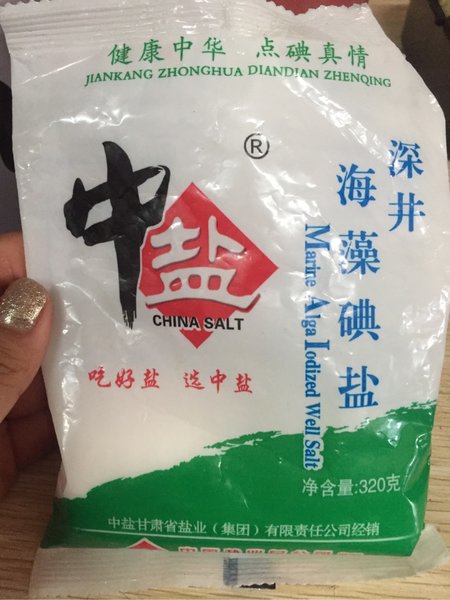 健康中华 点碘真情
JIANKANG ZHONGHUA DIANDIAN ZHENQING
中盐®
CHINA SALT
吃好盐 选中盐
深井
海藻碘盐
Marine Alga Iodized Well Salt
净含量:320克
中盐甘肃省盐业（集团）有限责任公司经销